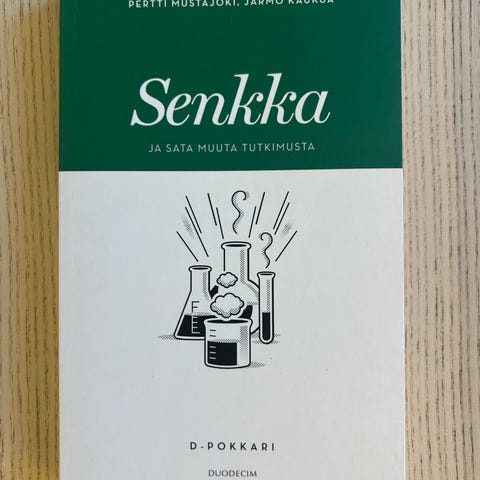 PERTTI MUSTAJOKI, JARMO KAUKUA
Senkka
JA SATA MUUTA TUTKIMUSTA
D-POKKARI
DUODECIM